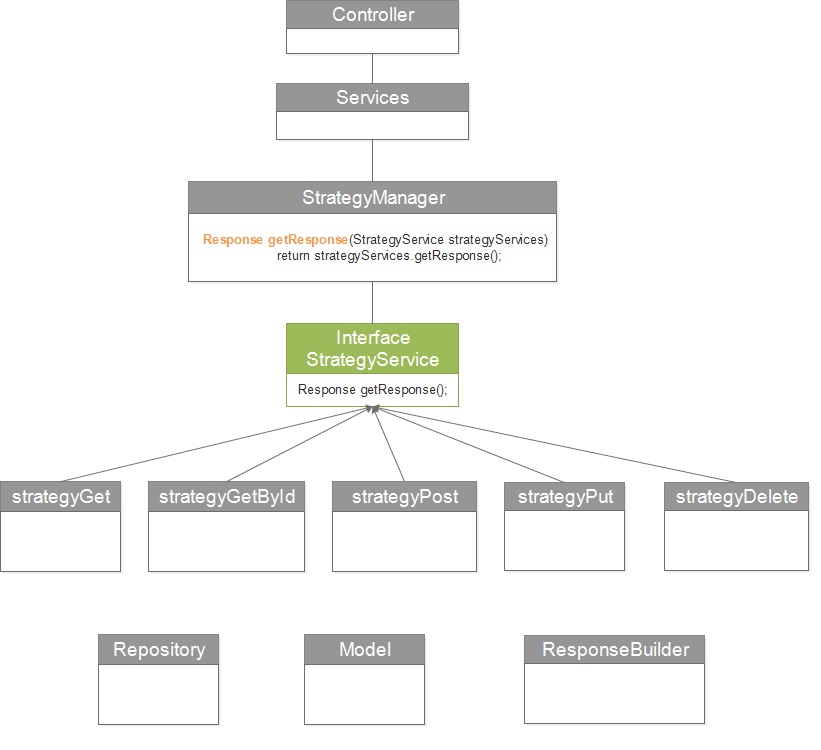 Controller
Services
StrategyManager
Response getResponse(StrategyService strategyServices)
return strategyServices.getResponse();
Interface
StrategyService
Response getResponse();
strategyGet
strategyGetById
strategyPost
strategyPut
strategyDelete
Repository
Model
ResponseBuilder